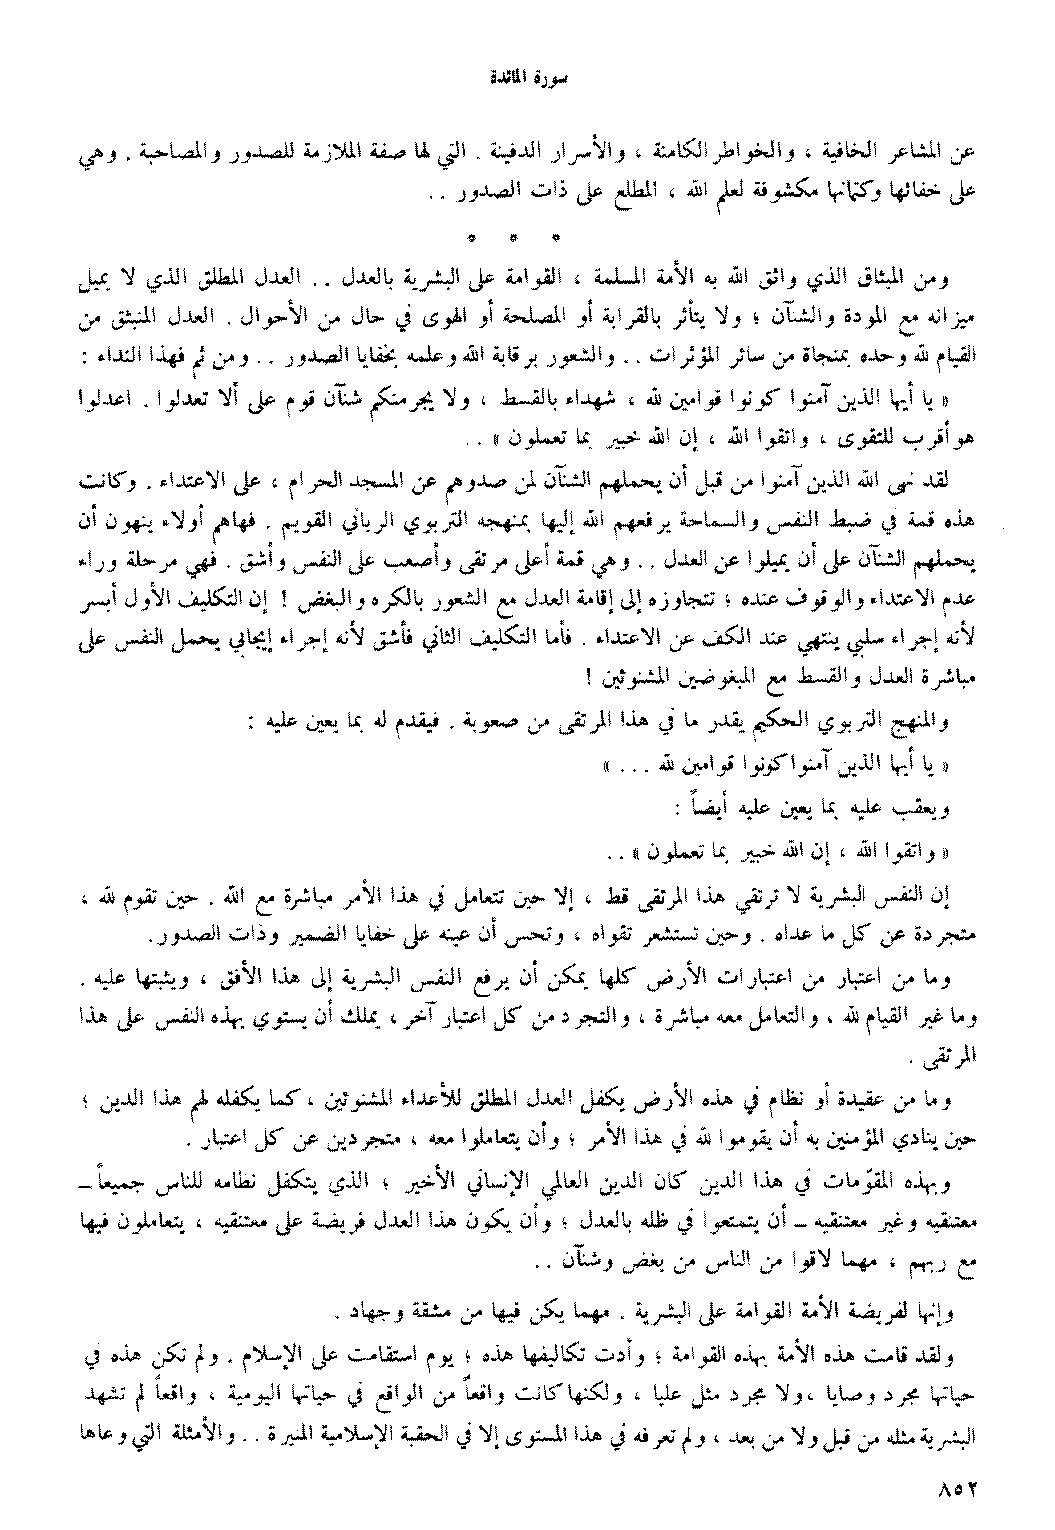 سورة المائدة
عن المشاعر الخافية ، والخواطر الكامنة ، والأسرار الدفينة . التي لها صفة الملازمة للصدور والمصاحبة . وهي
على خفائها وكتمانها مكشوفة لعلم الله ، المطلع على ذات الصدور . .
* * *
ومن الميثاق الذي واثق الله به الأمة المسلمة ، القوامة على البشرية بالعدل . . العدل المطلق الذي لا يميل
ميزانه مع المودة والشنآن ؛ ولا يتأثر بالقرابة أو المصلحة أو الهوى في حال من الأحوال . العدل المنبثق من
القيام لله وحده بمنجاة من سائر المؤثرات . . والشعور برقابة الله وعلمه بخفايا الصدور . . ومن ثم فهذا النداء :
« يا أيها الذين آمنوا كونوا قوامين لله ، شهداء بالقسط ، ولا يجرمنكم شنآن قوم على ألا تعدلوا . اعدلوا
هو أقرب للتقوى ، واتقوا الله ، إن الله خبير بما تعملون » . .
لقد نهى الله الذين آمنوا من قبل أن يحملهم الشنآن لمن صدوهم عن المسجد الحرام ، على الاعتداء . وكانت
هذه قمة في ضبط النفس والسماحة يرفعهم الله إليها بمنهجه التربوي الرباني القويم . فهاهم أولاء ينهون أن
يحملهم الشنآن على أن يميلوا عن العدل . . وهي قمة أعلى مرتقى وأصعب على النفس وأشق . فهي مرحلة وراء
عدم الاعتداء والوقوف عنده ؛ تتجاوزه إلى إقامة العدل مع الشعور بالكره والبغض ! إن التكليف الأول أيسر
لأنه إجراء سلبي ينتهي عند الكف عن الاعتداء . فأما التكليف الثاني فأشق لأنه إجراء إيجابي يحمل النفس على
مباشرة العدل والقسط مع المبغوضين المشنوئين !
والمنهج التربوي الحكيم يقدر ما في هذا المرتقى من صعوبة . فيقدم له بما يعين عليه :
« يا أيها الذين آمنوا كونوا قوامين لله . . . »
ويعقب عليه بما يعين عليه أيضاً :
« واتقوا الله ، إن الله خبير بما تعملون » . .
إن النفس البشرية لا ترتقي هذا المرتقى قط ، إلا حين تتعامل في هذا الأمر مباشرة مع الله . حين تقوم لله ،
متجردة عن كل ما عداه . وحين تستشعر تقواه ، وتحس أن عينه على خفايا الضمير وذات الصدور.
وما من اعتبار من اعتبارات الأرض كلها يمكن أن يرفع النفس البشرية إلى هذا الأفق ، ويثبتها عليه .
وما غير القيام لله ، والتعامل معه مباشرة ، والتجرد من كل اعتبار آخر ، يملك أن يستوي بهذه النفس على هذا
المرتقى .
وما من عقيدة أو نظام في هذه الأرض يكفل العدل المطلق للأعداء المشنوئين ، كما يكفله لهم هذا الدين ؛
حين ينادي المؤمنين به أن يقوموا لله في هذا الأمر ؛ وأن يتعاملوا معه ، متجردين عن كل اعتبار .
وبهذه المقوّمات في هذا الدين كان الدين العالمي الإنساني الأخير ؛ الذي يتكفل نظامه للناس جميعاً -
معتنقيه وغير معتنقيه - أن يتمتعوا في ظله بالعدل ؛ وأن يكون هذا العدل فريضة على معتنقيه ، يتعاملون فيها
مع ربهم ، مهما لاقوا من الناس من بغض وشنآن . .
وإنها لفريضة الأمة القوامة على البشرية . مهما يكن فيها من مشقة وجهاد .
ولقد قامت هذه الأمة بهذه القوامة ؛ وأدت تكاليفها هذه ؛ يوم استقامت على الإسلام . ولم تكن هذه في
حياتها مجرد وصايا ، ولا مجرد مثل عليا ، ولكنها كانت واقعاً من الواقع في حياتها اليومية ، واقعاً لم تشهد
البشرية مثله من قبل ولا من بعد ، ولم تعرفه في هذا المستوى إلا في الحقبة الإسلامية المنيرة . . والأمثلة التي وعاها
٨٥٢